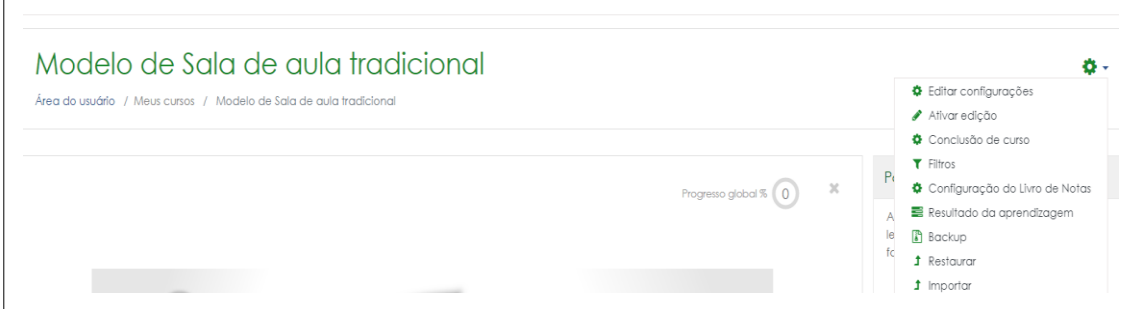 Modelo de Sala de aula tradicional
Área do usuário / Meus cursos / Modelo de Sala de aula tradicional
Editar configurações
Ativar edição
Conclusão de curso
Filtros
Configuração do Livro de Notas
Resultado da aprendizagem
Backup
Restaurar
Importar
Progresso global % 0